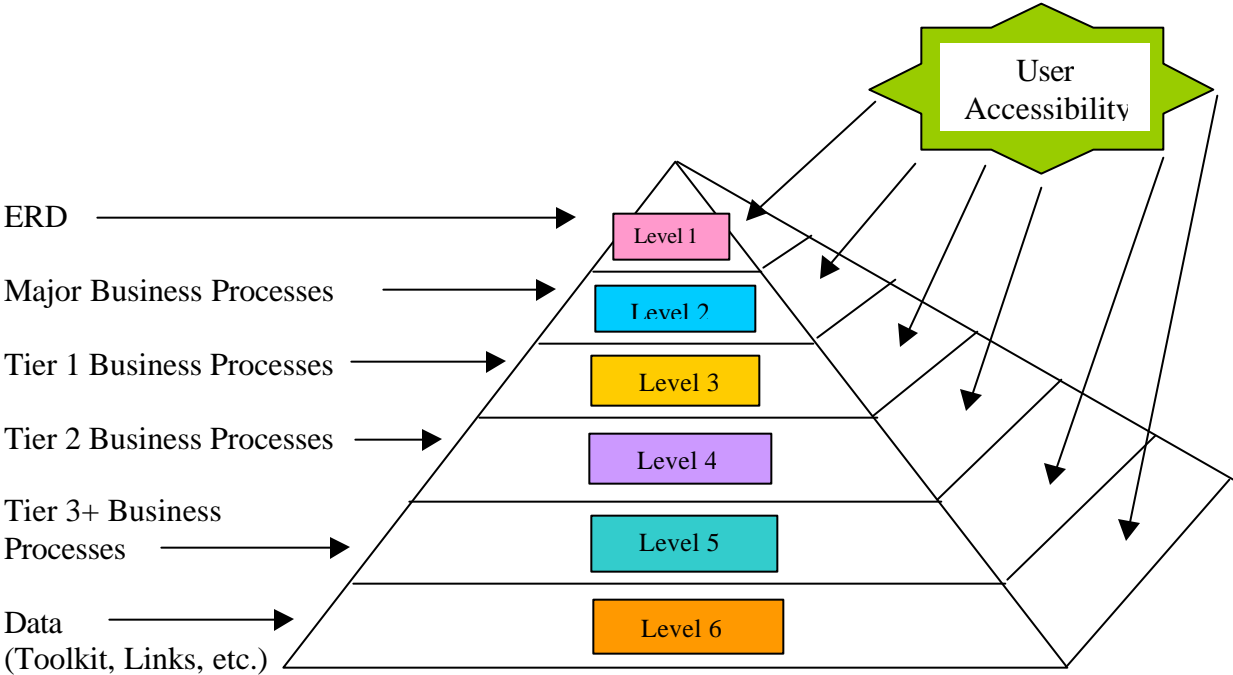 User
Accessibility
ERD
Level 1
Major Business Processes
Level 2
Tier 1 Business Processes
Level 3
Tier 2 Business Processes
Level 4
Tier 3+ Business
Processes
Level 5
Data
(Toolkit, Links, etc.)
Level 6